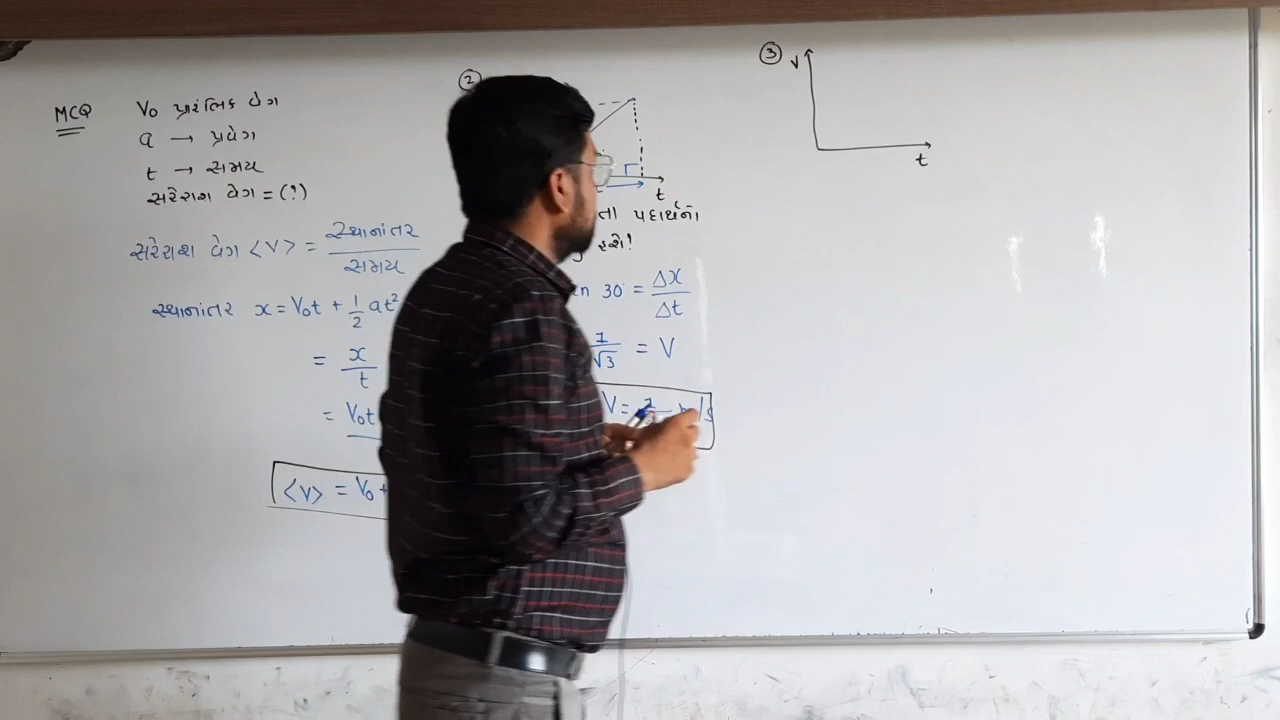 MCQ
V₀ પ્રારંભિક વેગ
a → પ્રવેગ
t → સમય
સરેરાશ વેગ = (?)
સરેરાશ વેગ <v> = સ્થાનાંતર / સમય
સ્થાનાંતર x = V₀t + 1/2 at²
= x/t
= V₀t
<v> = V₀ +
②
t
તા પદાર્થનો
હશે!
n 30° = Δx/Δt
1/√3 = V
V =
③
v
t